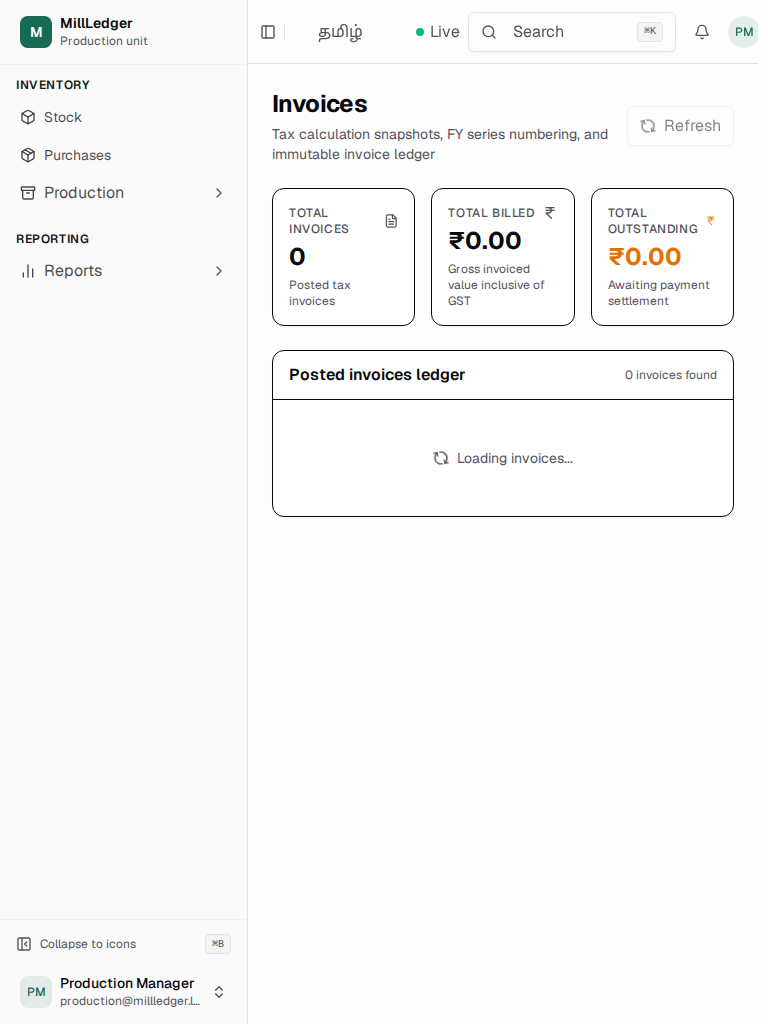 MillLedger
Production unit
INVENTORY
Stock
Purchases
Production
REPORTING
Reports
Collapse to icons
⌘B
PM
Production Manager
production@millledger.l...
M
தமிழ்
Live
Search
⌘K
PM
Invoices
Tax calculation snapshots, FY series numbering, and
immutable invoice ledger
Refresh
TOTAL
INVOICES
0
Posted tax
invoices
TOTAL BILLED
₹
₹0.00
Gross invoiced
value inclusive of
GST
TOTAL
OUTSTANDING
₹
₹0.00
Awaiting payment
settlement
Posted invoices ledger
0 invoices found
Loading invoices...